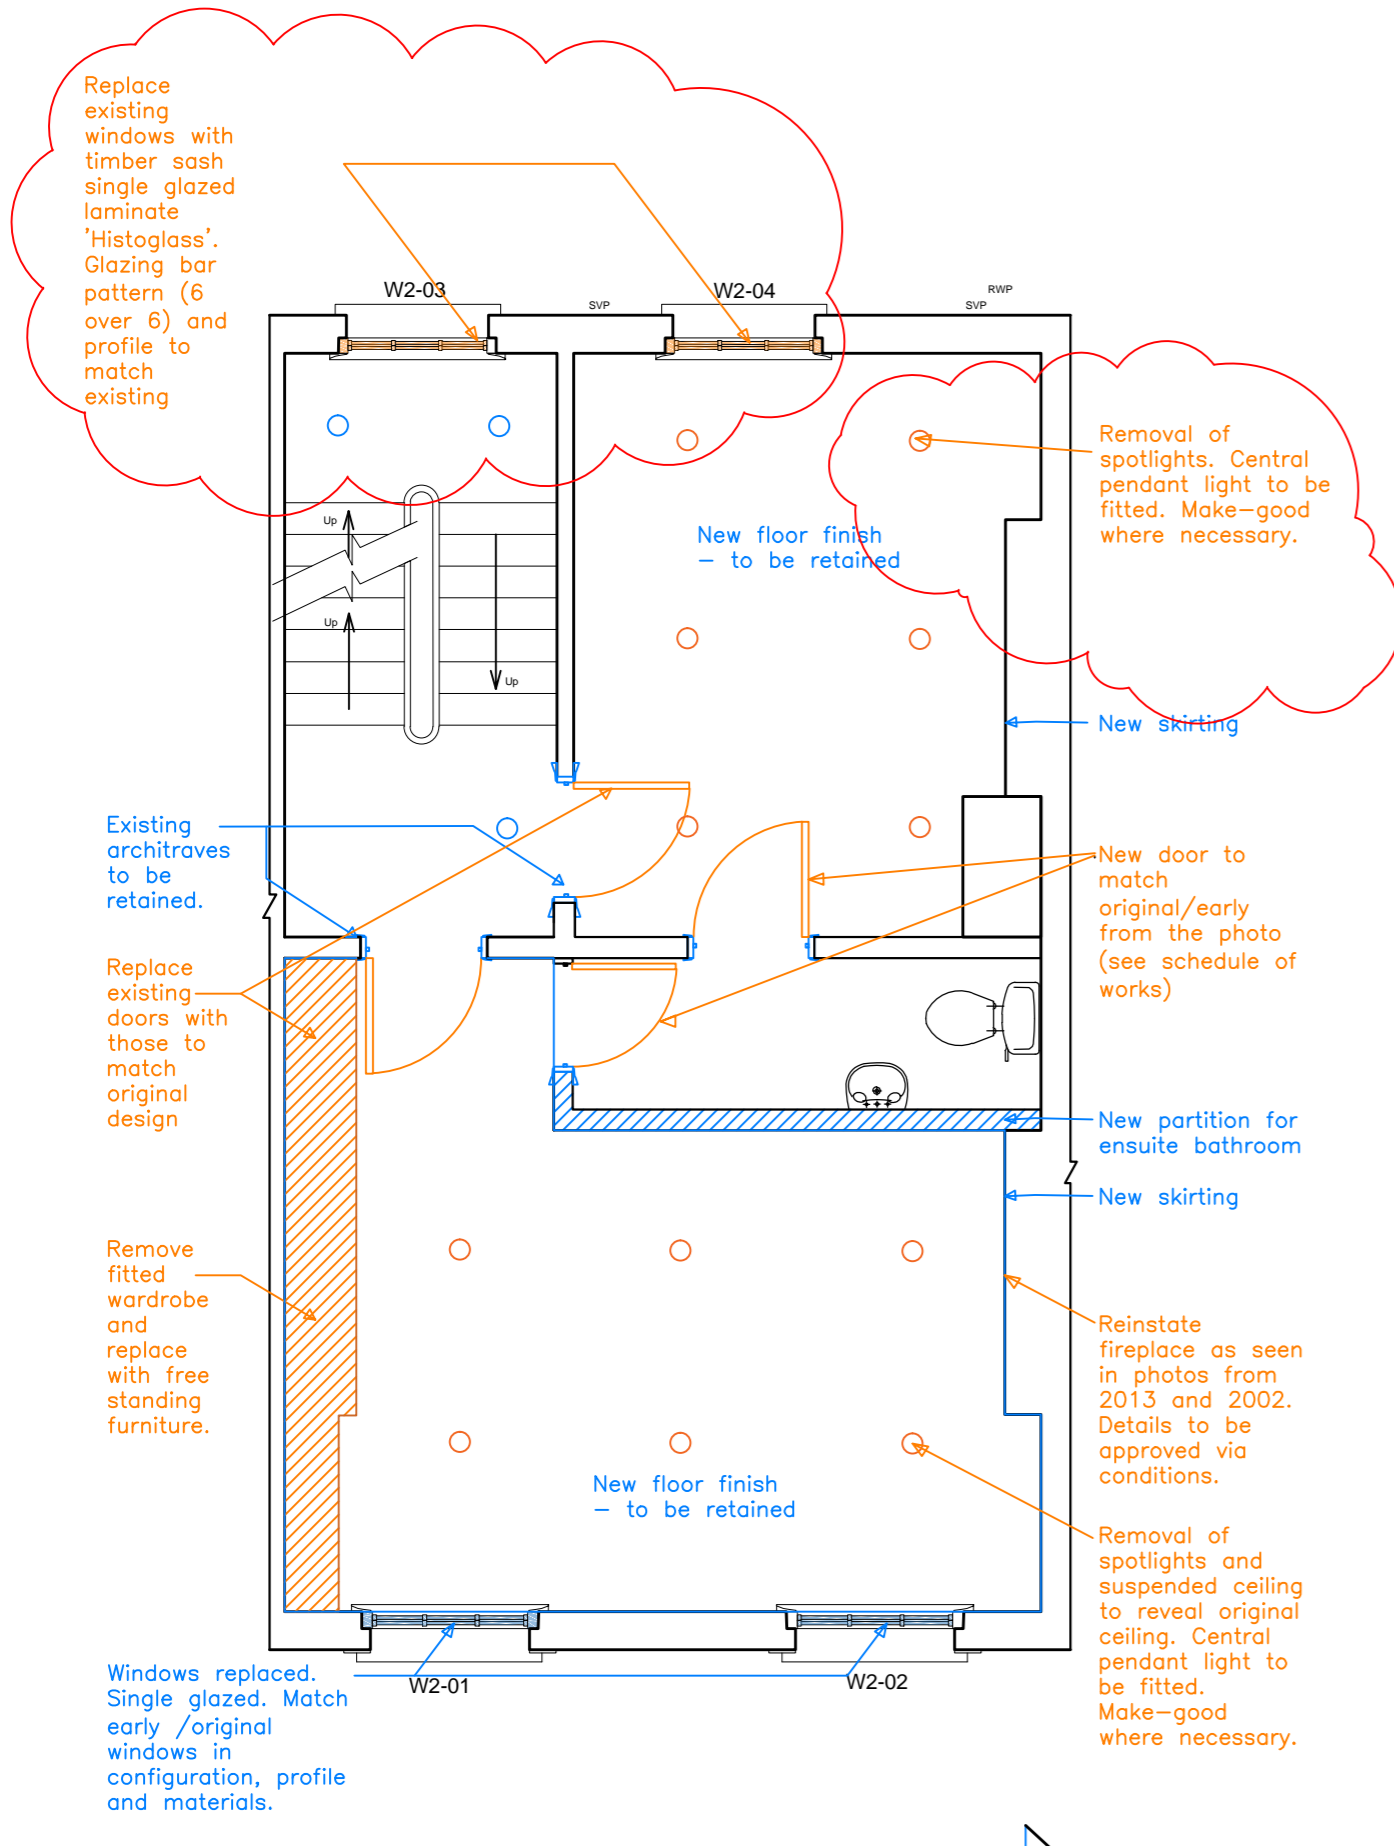 Replace
existing
windows with
timber sash
single glazed
laminate
'Histoglass'.
Glazing bar
pattern (6
over 6) and
profile to
match
existing
W2-03
SVP
W2-04
RWP
SVP
Removal of
spotlights. Central
pendant light to be
fitted. Make-good
where necessary.
Up
New floor finish
- to be retained
Up
Up
New skirting
Existing
architraves
to be
retained.
New door to
match
original/early
from the photo
(see schedule of
works)
Replace
existing
doors with
those to
match
original
design
New partition for
ensuite bathroom
New skirting
Remove
fitted
wardrobe
and
replace
with free
standing
furniture.
Reinstate
fireplace as seen
in photos from
2013 and 2002.
Details to be
approved via
conditions.
New floor finish
- to be retained
Removal of
spotlights and
suspended ceiling
to reveal original
ceiling. Central
pendant light to
be fitted.
Make-good
where necessary.
Windows replaced.
Single glazed. Match
early /original
windows in
configuration, profile
and materials.
W2-01
W2-02